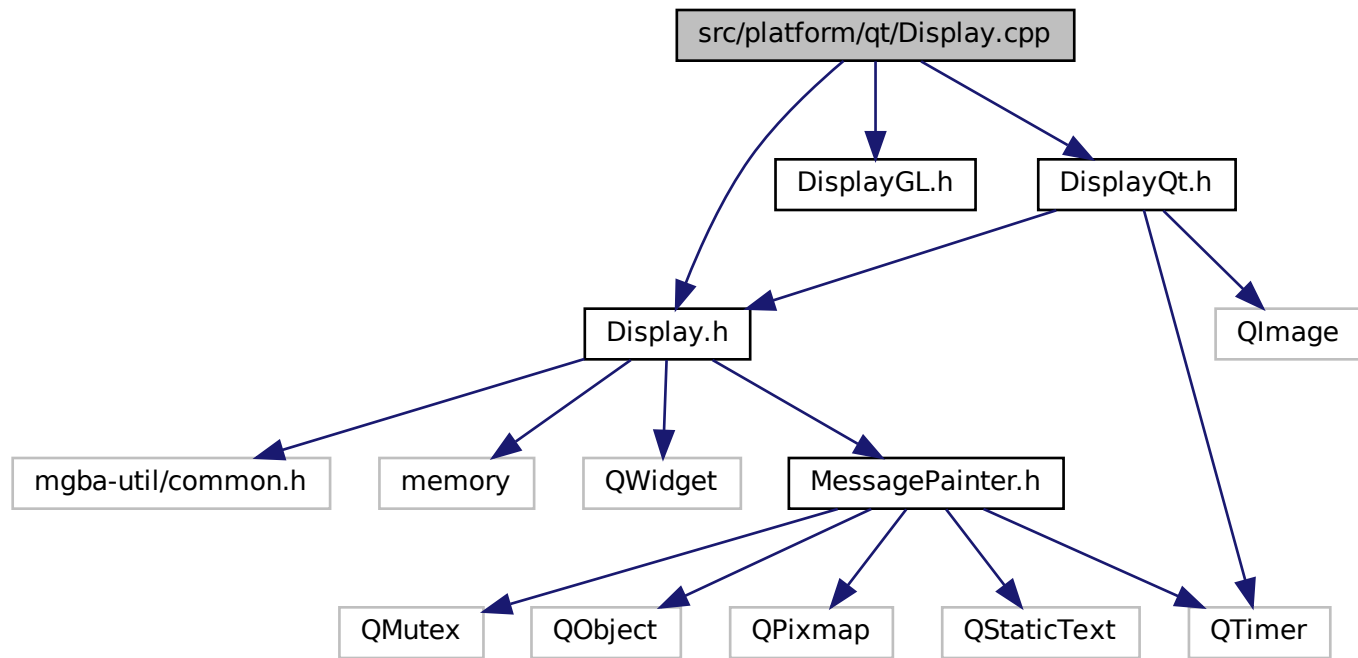 src/platform/qt/Display.cpp
DisplayGL.h
DisplayQt.h
Display.h
QImage
mgba-util/common.h
memory
QWidget
MessagePainter.h
QMutex
QObject
QPixmap
QStaticText
QTimer